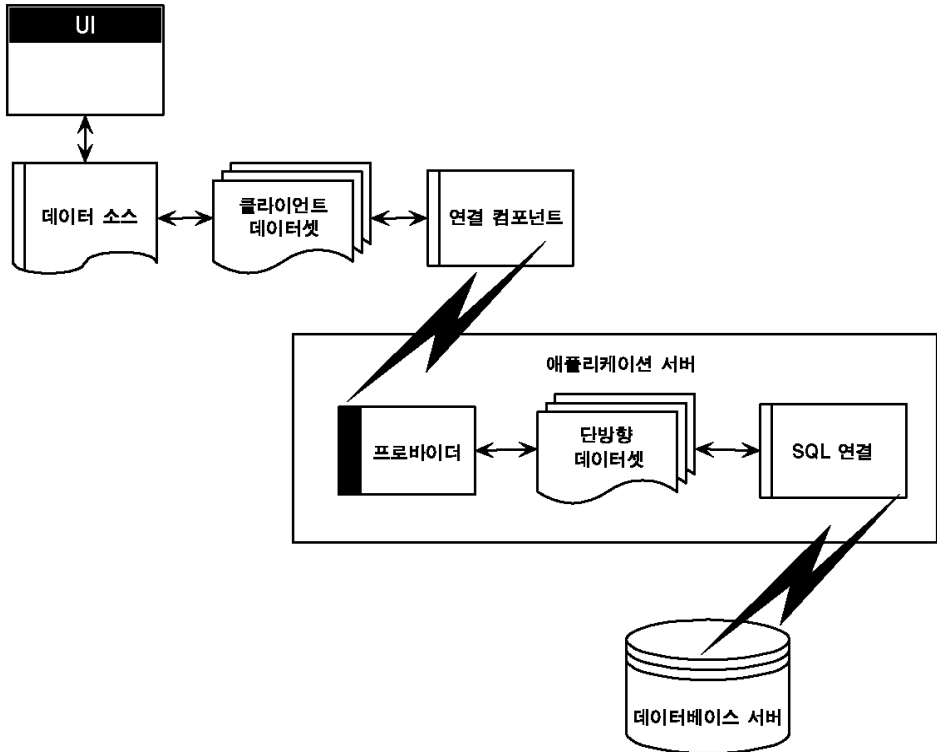 UI
데이터 소스
클라이언트
데이터셋
연결 컴포넌트
애플리케이션 서버
프로바이더
단방향
데이터셋
SQL 연결
데이터베이스 서버